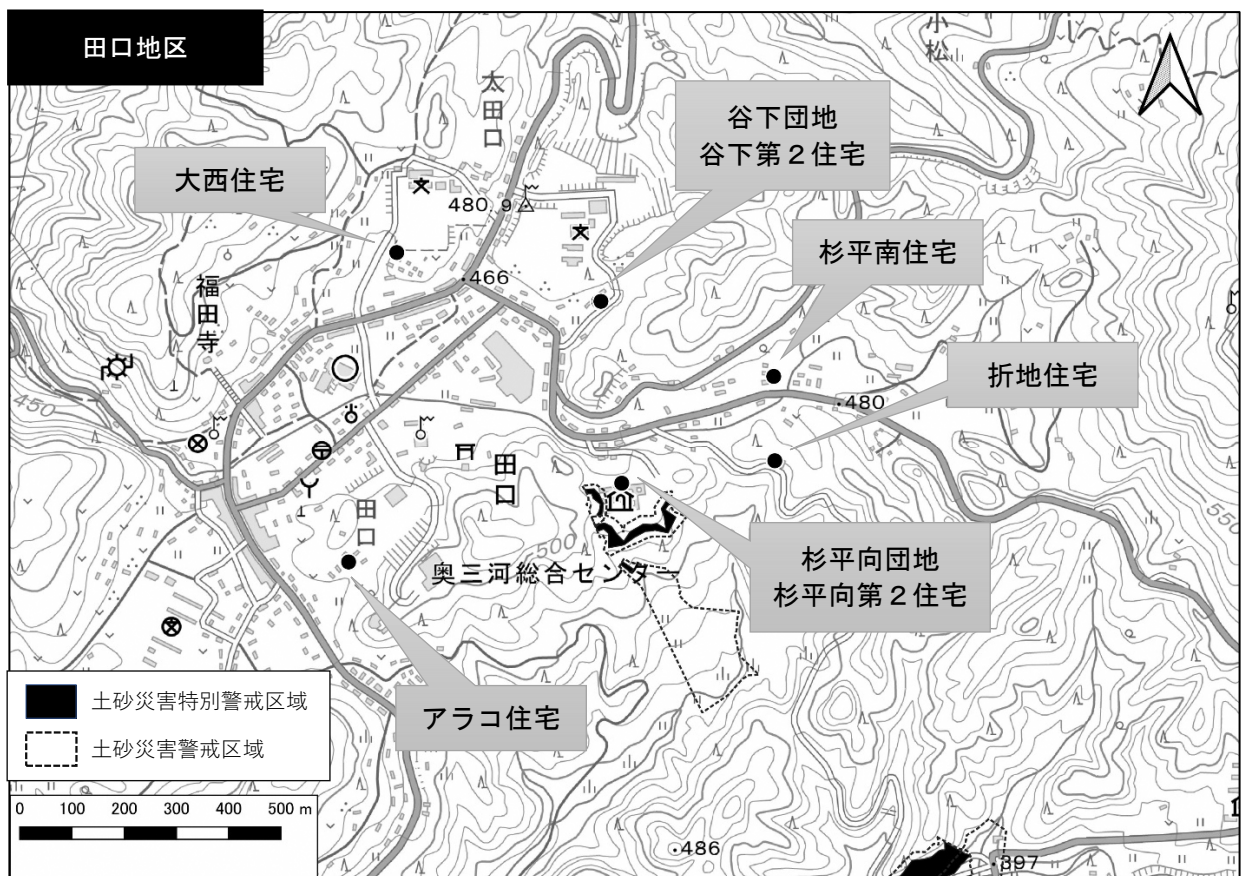 田口地区
小松
450
太田口
谷下団地
谷下第2住宅
大西住宅
480.9
杉平南住宅
466
福田寺
折地住宅
450
480
田口
田口
500
550
奥三河総合センター
杉平向団地
杉平向第2住宅
アラコ住宅
土砂災害特別警戒区域
土砂災害警戒区域
0 100 200 300 400 500 m
486
397